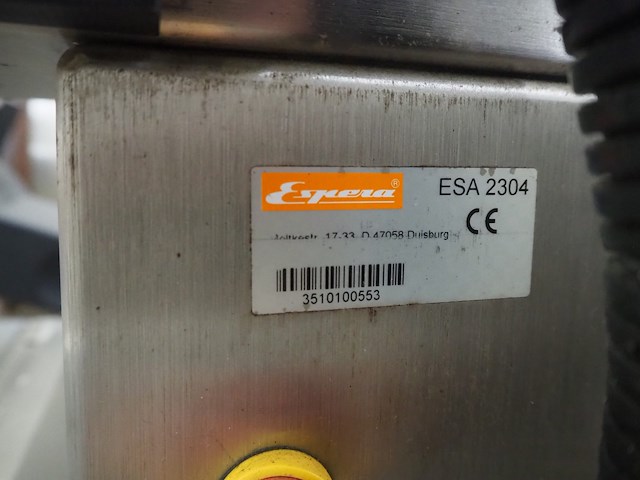 Espera®
ESA 2304
CE
17-33, D 47058 Duisburg
3510100553